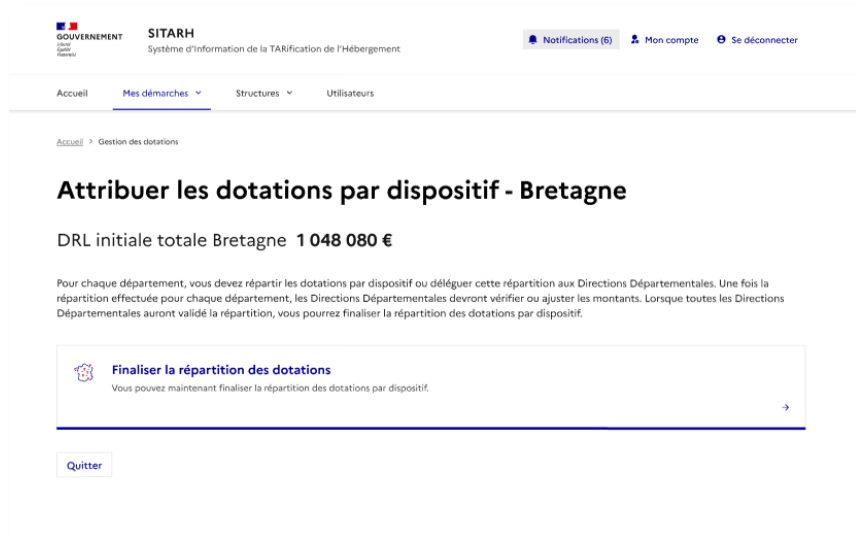 GOUVERNEMENT
Liberté
Égalité
Fraternité
SITARH
Système d'Information de la TARification de l'Hébergement
Notifications (6)
Mon compte
Se déconnecter
Accueil
Mes démarches
Structures
Utilisateurs
Accueil > Gestion des dotations
Attribuer les dotations par dispositif - Bretagne
DRL initiale totale Bretagne 1 048 080 €
Pour chaque département, vous devez répartir les dotations par dispositif ou déléguer cette répartition aux Directions Départementales. Une fois la
répartition effectuée pour chaque département, les Directions Départementales devront vérifier ou ajuster les montants. Lorsque toutes les Directions
Départementales auront validé la répartition, vous pourrez finaliser la répartition des dotations par dispositif.
Finaliser la répartition des dotations
Vous pouvez maintenant finaliser la répartition des dotations par dispositif.
Quitter